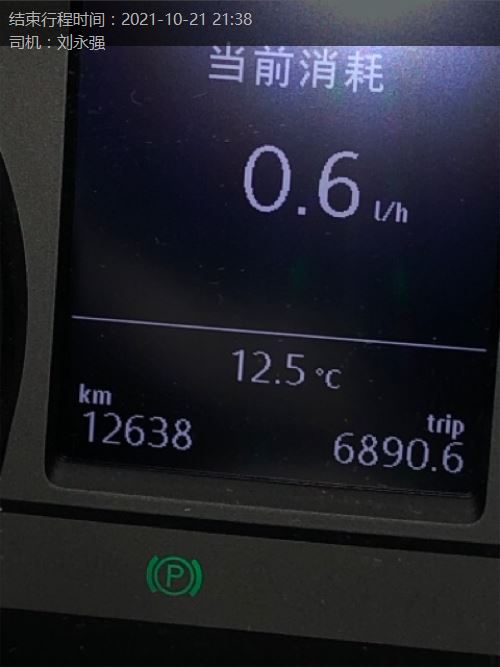 结束行程时间：2021-10-21 21:38
司机：刘永强
当前消耗
0.6 l/h
12.5 °C
km
trip
12638
6890.6
P